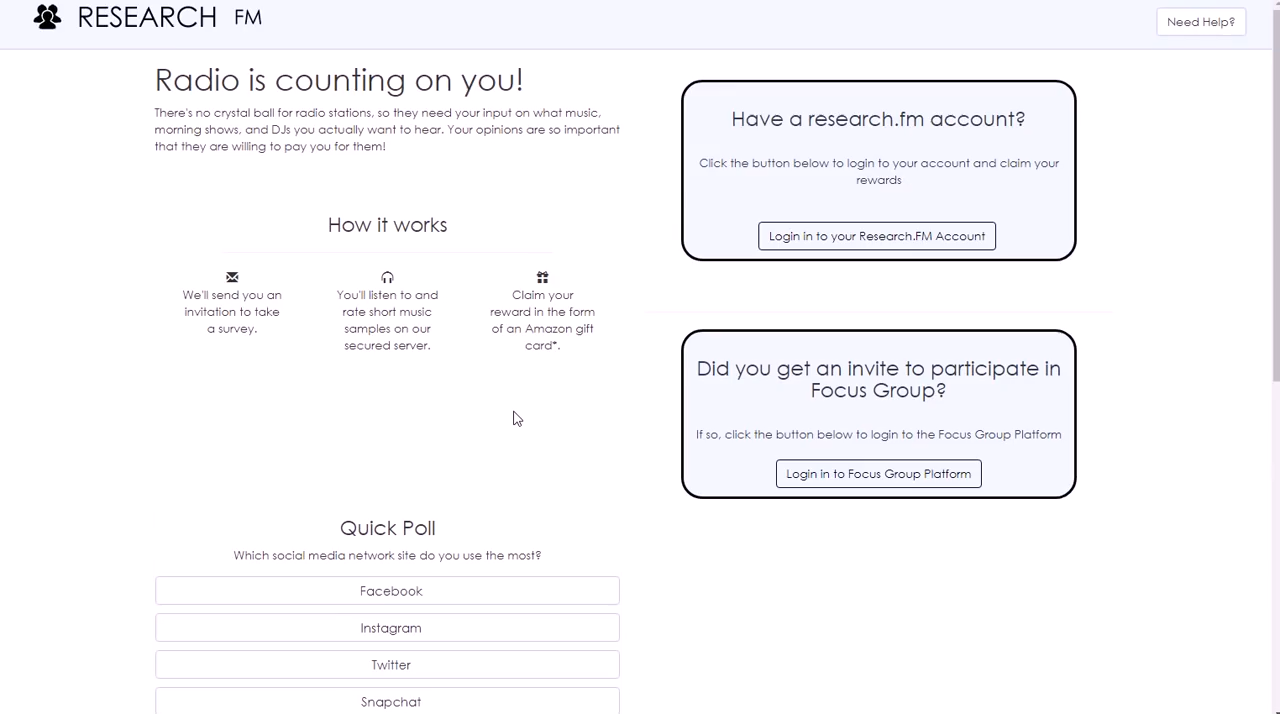 RESEARCH FM
Need Help?
Radio is counting on you!
There's no crystal ball for radio stations, so they need your input on what music,
morning shows, and DJs you actually want to hear. Your opinions are so important
that they are willing to pay you for them!
How it works
We'll send you an
invitation to take
a survey.
You'll listen to and
rate short music
samples on our
secured server.
Claim your
reward in the form
of an Amazon gift
card*.
Quick Poll
Which social media network site do you use the most?
Facebook
Instagram
Twitter
Snapchat
Have a research.fm account?
Click the button below to login to your account and claim your
rewards
Login in to your Research.FM Account
Did you get an invite to participate in
Focus Group?
If so, click the button below to login to the Focus Group Platform
Login in to Focus Group Platform